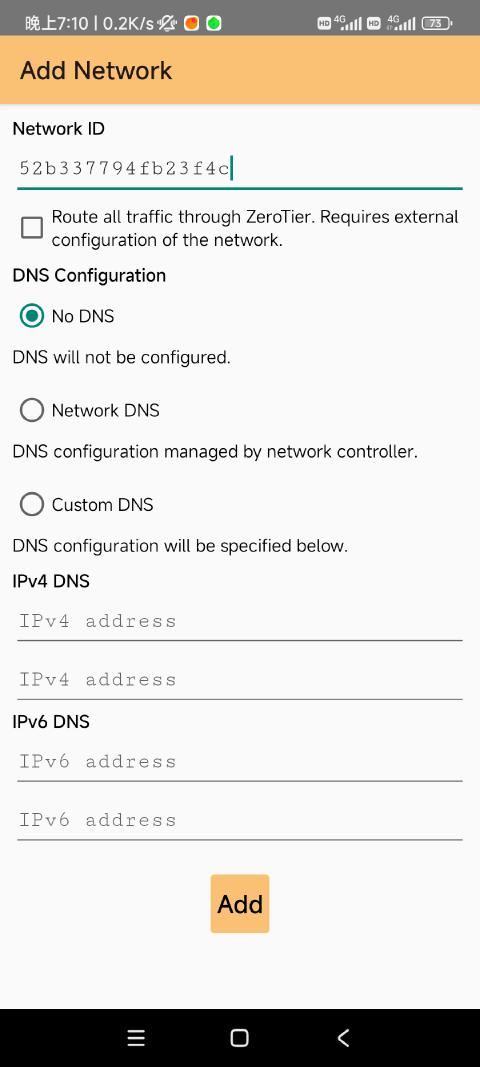 晚上7:10 | 0.2K/s
HD 4G HD 4G 73
Add Network
Network ID
52b337794fb23f4c
Route all traffic through ZeroTier. Requires external
configuration of the network.
DNS Configuration
No DNS
DNS will not be configured.
Network DNS
DNS configuration managed by network controller.
Custom DNS
DNS configuration will be specified below.
IPv4 DNS
IPv4 address
IPv4 address
IPv6 DNS
IPv6 address
IPv6 address
Add